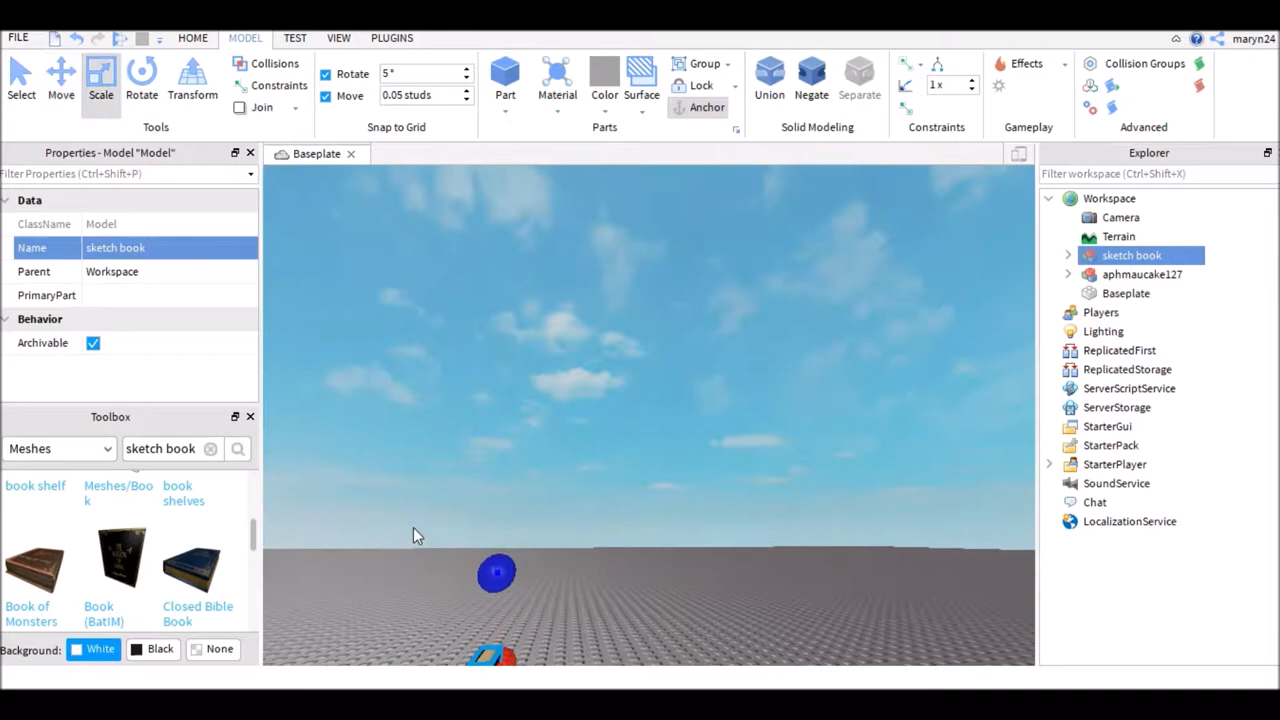 FILE HOME MODEL TEST VIEW PLUGINS maryn24
Select Move Scale Rotate Transform
Collisions
Constraints
Join
Tools
Rotate 5°
Move 0.05 studs
Snap to Grid
Part Material Color Surface
Group
Lock
Anchor
Parts
Union Negate Separate
Solid Modeling
1 x
Constraints
Effects
Gameplay
Collision Groups
Advanced
Properties - Model "Model"
Filter Properties (Ctrl+Shift+P)
Data
ClassName Model
Name sketch book
Parent Workspace
PrimaryPart
Behavior
Archivable
Toolbox
Meshes sketch book
book shelf
Meshes/Boo
k
book
shelves
Book of
Monsters
Book
(BatIM)
Closed Bible
Book
Background: White Black None
Baseplate
Explorer
Filter workspace (Ctrl+Shift+X)
Workspace
Camera
Terrain
sketch book
aphmaucake127
Baseplate
Players
Lighting
ReplicatedFirst
ReplicatedStorage
ServerScriptService
ServerStorage
StarterGui
StarterPack
StarterPlayer
SoundService
Chat
LocalizationService